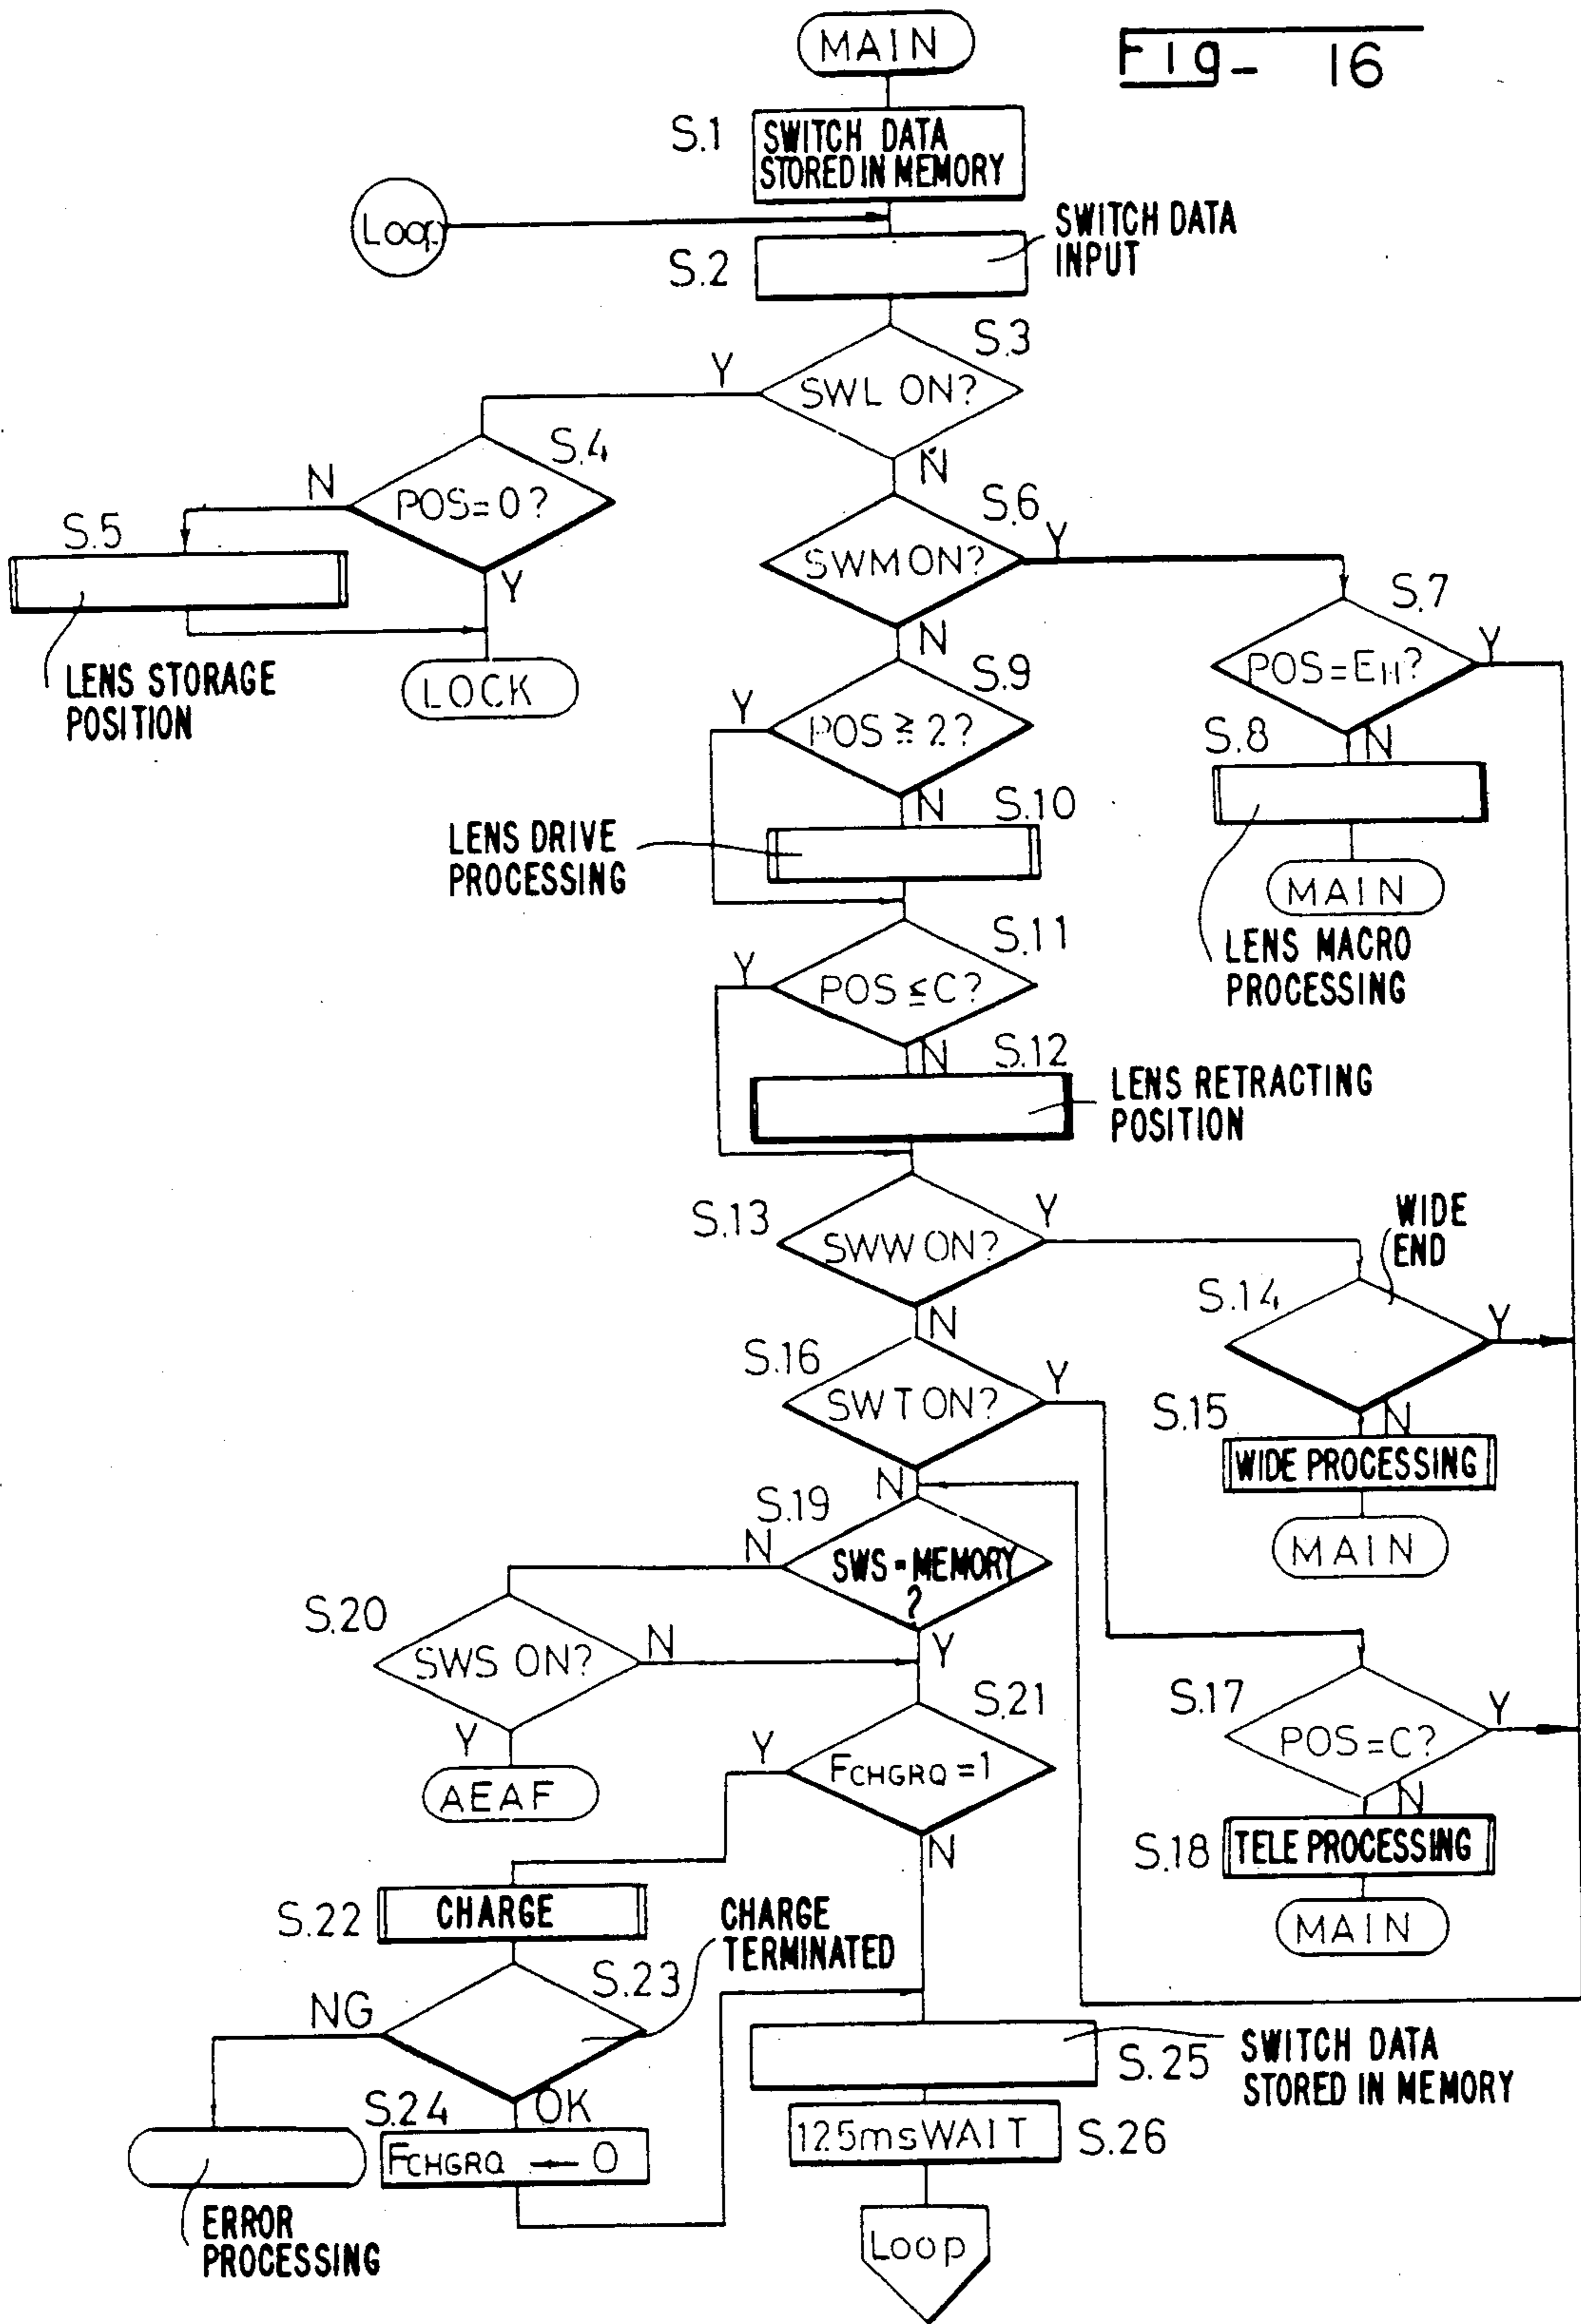 MAIN
Fig- 16
S.1
SWITCH DATA
STORED IN MEMORY
Loop
SWITCH DATA
INPUT
S.2
S.3
Y
SWL ON?
N
S.4
N
POS=0?
Y
S.5
LENS STORAGE
POSITION
LOCK
S.6
SWM ON?
Y
N
S.7
POS=EH?
Y
N
S.8
MAIN
LENS MACRO
PROCESSING
S.9
Y
POS≧2?
N
S.10
LENS DRIVE
PROCESSING
S.11
Y
POS≦C?
N
S.12
LENS RETRACTING
POSITION
S.13
SWW ON?
Y
N
WIDE
END
S.14
Y
N
S.15
WIDE PROCESSING
MAIN
S.16
SWT ON?
Y
N
S.17
POS=C?
Y
N
S.18
TELE PROCESSING
MAIN
S.19
N
SWS=MEMORY
?
Y
S.20
SWS ON?
N
Y
AEAF
S.21
Y
FCHGRQ=1
N
S.22
CHARGE
CHARGE
TERMINATED
S.23
NG
OK
S.24
FCHGRQ ← 0
ERROR
PROCESSING
S.25
SWITCH DATA
STORED IN MEMORY
125msWAIT
S.26
Loop